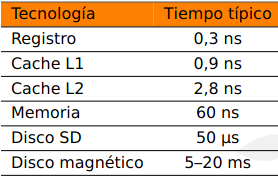 Tecnología Tiempo típico
Registro 0,3 ns
Cache L1 0,9 ns
Cache L2 2,8 ns
Memoria 60 ns
Disco SD 50 µs
Disco magnético 5–20 ms